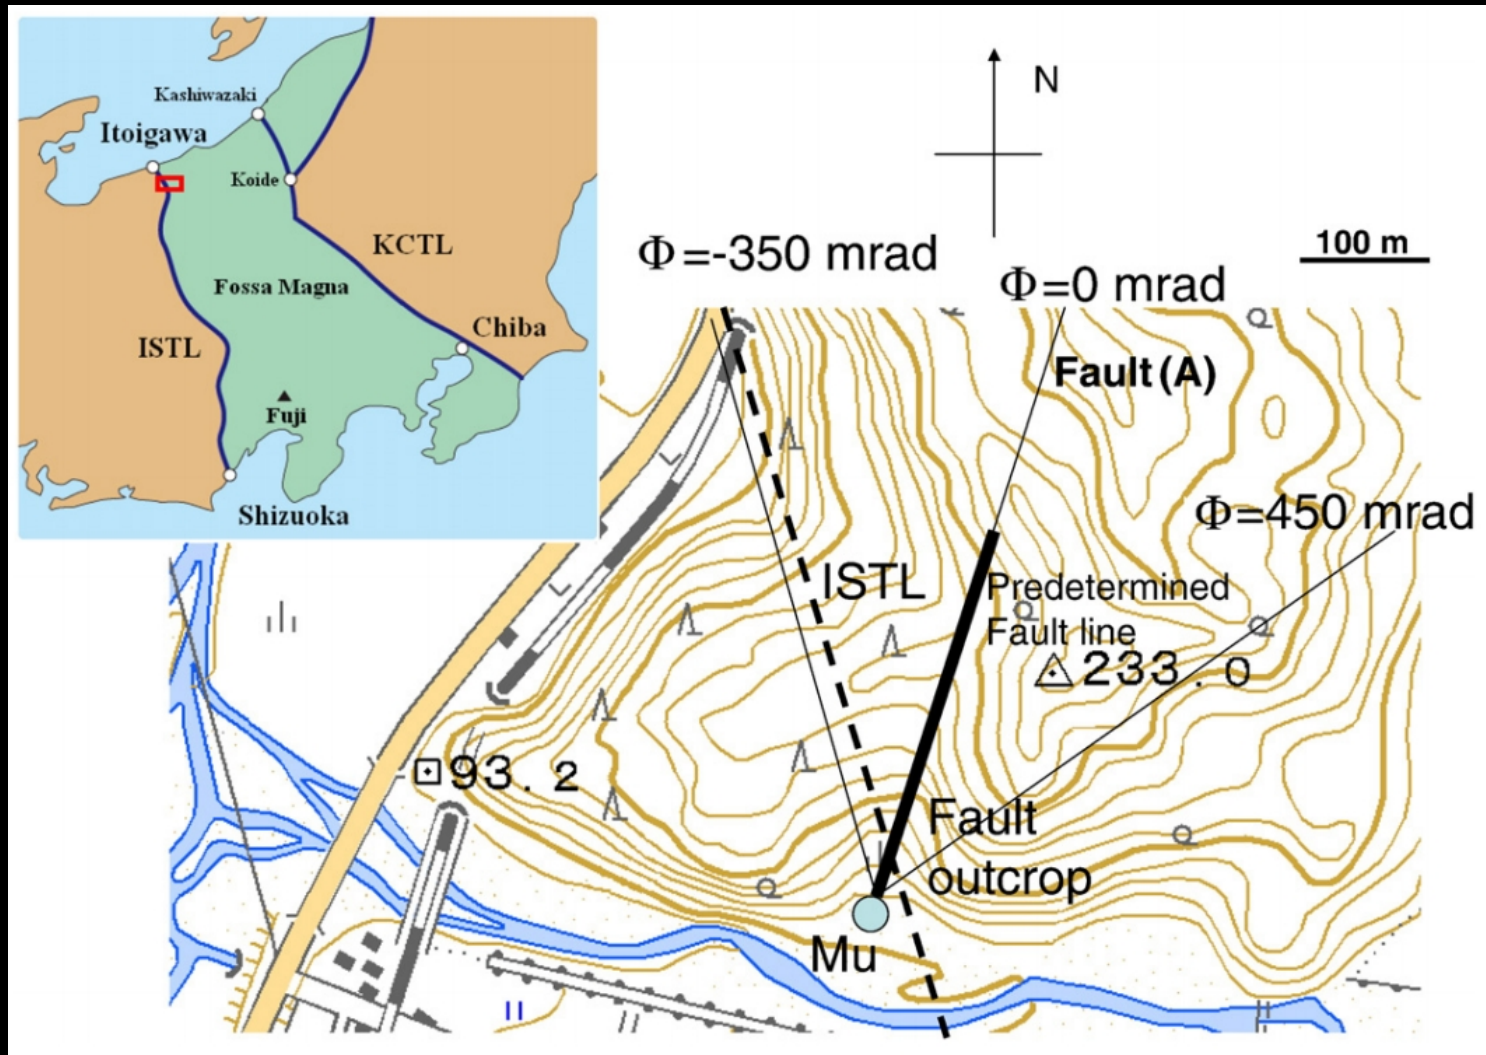 Kashiwazaki
Itoigawa
Koide
KCTL
Fossa Magna
Chiba
ISTL
Fuji
Shizuoka
N
100 m
Φ=-350 mrad
Φ=0 mrad
Fault (A)
Φ=450 mrad
ISTL
Predetermined
Fault line
233.0
93.2
Fault
outcrop
Mu